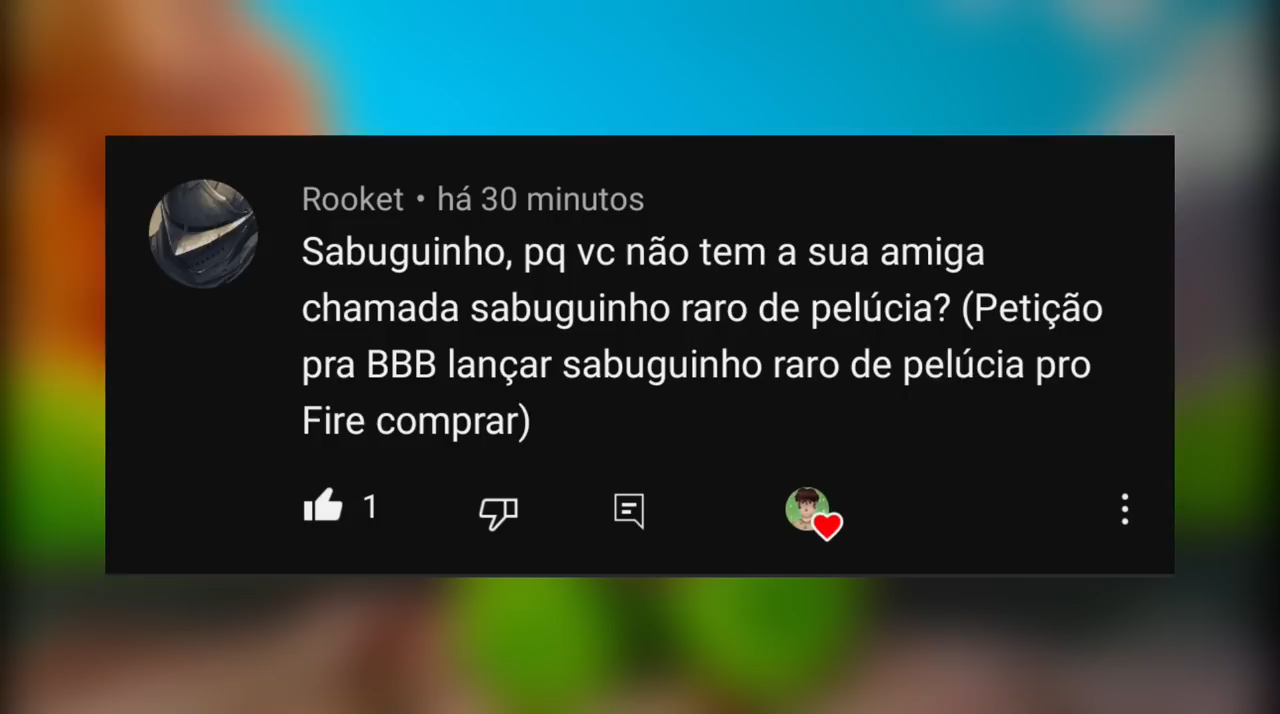 Rooket • há 30 minutos
Sabuguinho, pq vc não tem a sua amiga
chamada sabuguinho raro de pelúcia? (Petição
pra BBB lançar sabuguinho raro de pelúcia pro
Fire comprar)
1